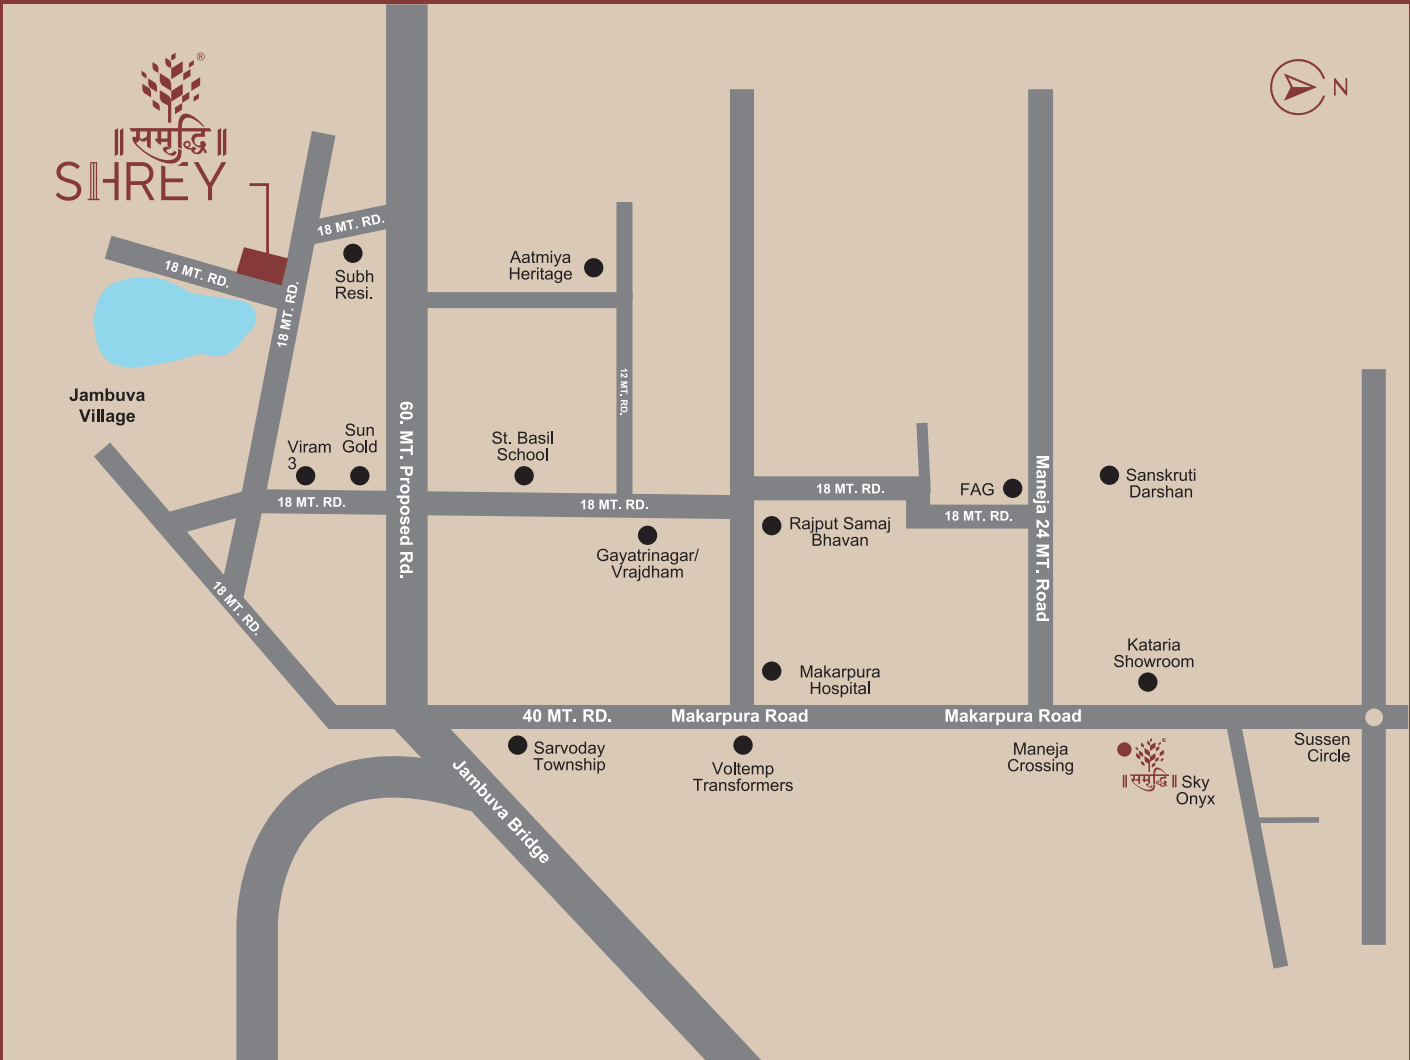 ®
॥ समृद्धि ॥
SHREY
N
18 MT. RD.
18 MT. RD.
18 MT. RD.
Subh
Resi.
Aatmiya
Heritage
12 MT. RD.
Jambuva
Village
60. MT. Proposed Rd.
Viram
3
Sun
Gold
St. Basil
School
18 MT. RD.
18 MT. RD.
18 MT. RD.
18 MT. RD.
FAG
Maneja 24 MT. Road
Sanskruti
Darshan
Rajput Samaj
Bhavan
Gayatrinagar/
Vrajdham
18 MT. RD.
Makarpura
Hospital
Kataria
Showroom
40 MT. RD.
Makarpura Road
Makarpura Road
Sarvoday
Township
Voltemp
Transformers
Maneja
Crossing
॥ समृद्धि ॥
Sky
Onyx
Sussen
Circle
Jambuva Bridge